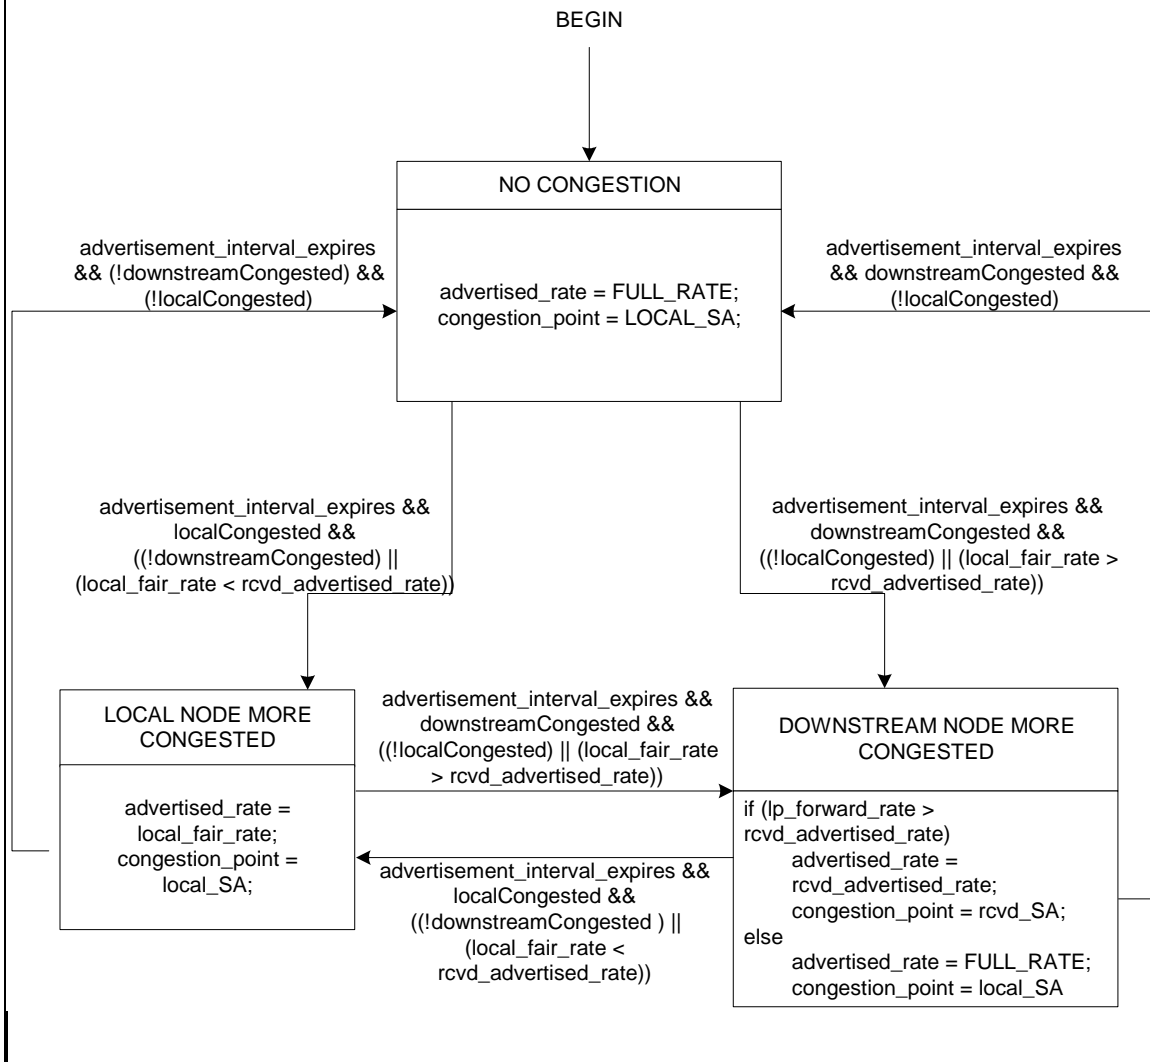 BEGIN
NO CONGESTION
advertised_rate = FULL_RATE;
congestion_point = LOCAL_SA;
advertisement_interval_expires
&& (!downstreamCongested) &&
(!localCongested)
advertisement_interval_expires
&& downstreamCongested &&
(!localCongested)
advertisement_interval_expires &&
localCongested &&
((!downstreamCongested) ||
(local_fair_rate < rcvd_advertised_rate))
advertisement_interval_expires &&
downstreamCongested &&
((!localCongested) || (local_fair_rate >
rcvd_advertised_rate))
LOCAL NODE MORE
CONGESTED
advertised_rate =
local_fair_rate;
congestion_point =
local_SA;
advertisement_interval_expires &&
downstreamCongested &&
((!localCongested) || (local_fair_rate
> rcvd_advertised_rate))
advertisement_interval_expires &&
localCongested &&
((!downstreamCongested ) ||
(local_fair_rate <
rcvd_advertised_rate))
DOWNSTREAM NODE MORE
CONGESTED
if (lp_forward_rate >
rcvd_advertised_rate)
advertised_rate =
rcvd_advertised_rate;
congestion_point = rcvd_SA;
else
advertised_rate = FULL_RATE;
congestion_point = local_SA